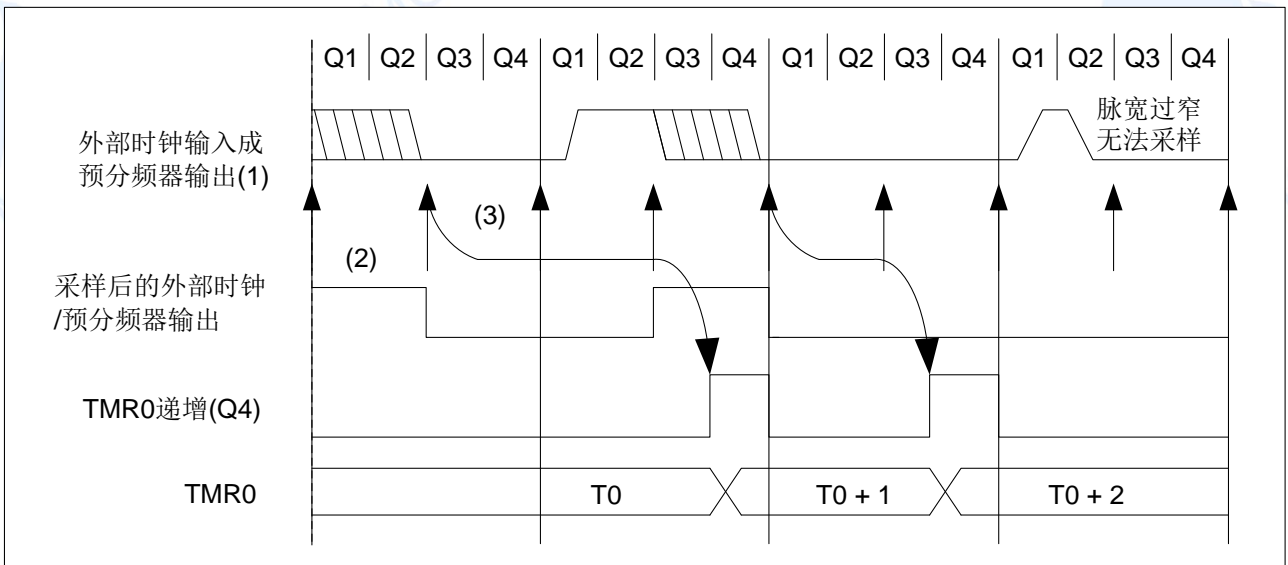 Q1 Q2 Q3 Q4 Q1 Q2 Q3 Q4 Q1 Q2 Q3 Q4 Q1 Q2 Q3 Q4
外部时钟输入成
预分频器输出(1)
脉宽过窄
无法采样
(3)
(2)
采样后的外部时钟
/预分频器输出
TMR0递增(Q4)
TMR0
T0
T0 + 1
T0 + 2